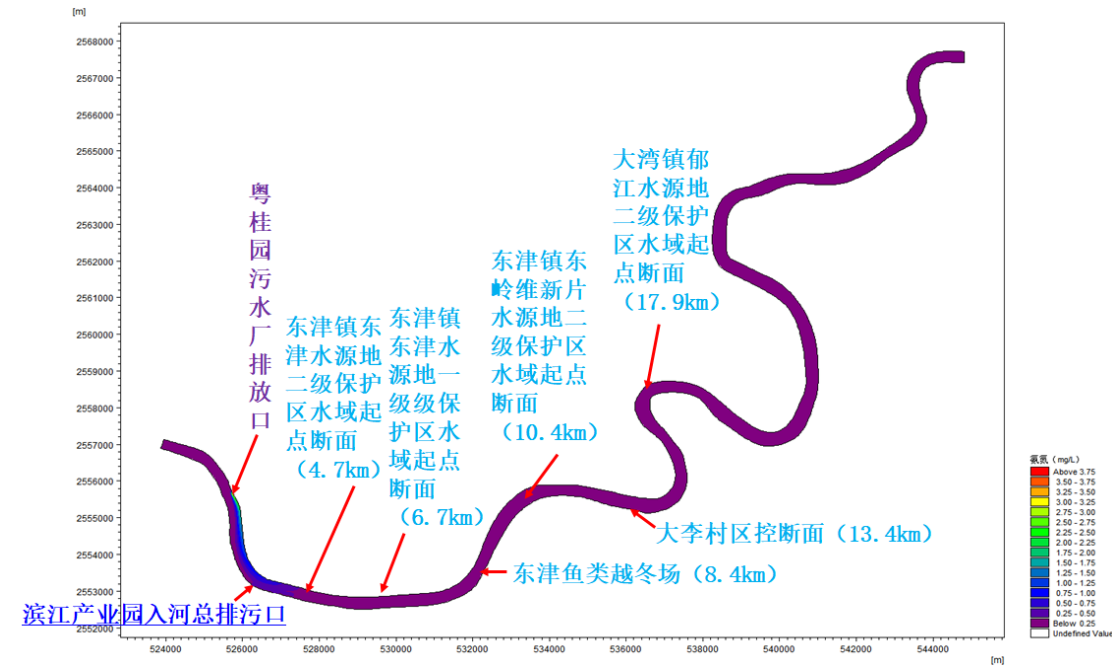 [m]
2568000
2567000
2566000
2565000
2564000
2563000
2562000
2561000
2560000
2559000
2558000
2557000
2556000
2555000
2554000
2553000
2552000
524000
526000
528000
530000
532000
534000
536000
538000
540000
542000
544000
[m]
粤
桂
园
污
水
厂
排
放
口
东津镇东
津水源地
二级保护
区水域起
点断面
（4.7km）
东津镇
东津水
源地一
级级保
护区水
域起点
断面
（6.7km）
东津镇东
岭维新片
水源地二
级保护区
水域起点
断面
（10.4km）
大湾镇郁
江水源地
二级保护
区水域起
点断面
（17.9km）
大李村区控断面（13.4km）
东津鱼类越冬场（8.4km）
滨江产业园入河总排污口
氨氮（mg/L）
Above 3.75
3.50 - 3.75
3.25 - 3.50
3.00 - 3.25
2.75 - 3.00
2.50 - 2.75
2.25 - 2.50
2.00 - 2.25
1.75 - 2.00
1.50 - 1.75
1.25 - 1.50
1.00 - 1.25
0.75 - 1.00
0.50 - 0.75
0.25 - 0.50
Below 0.25
Undefined Value